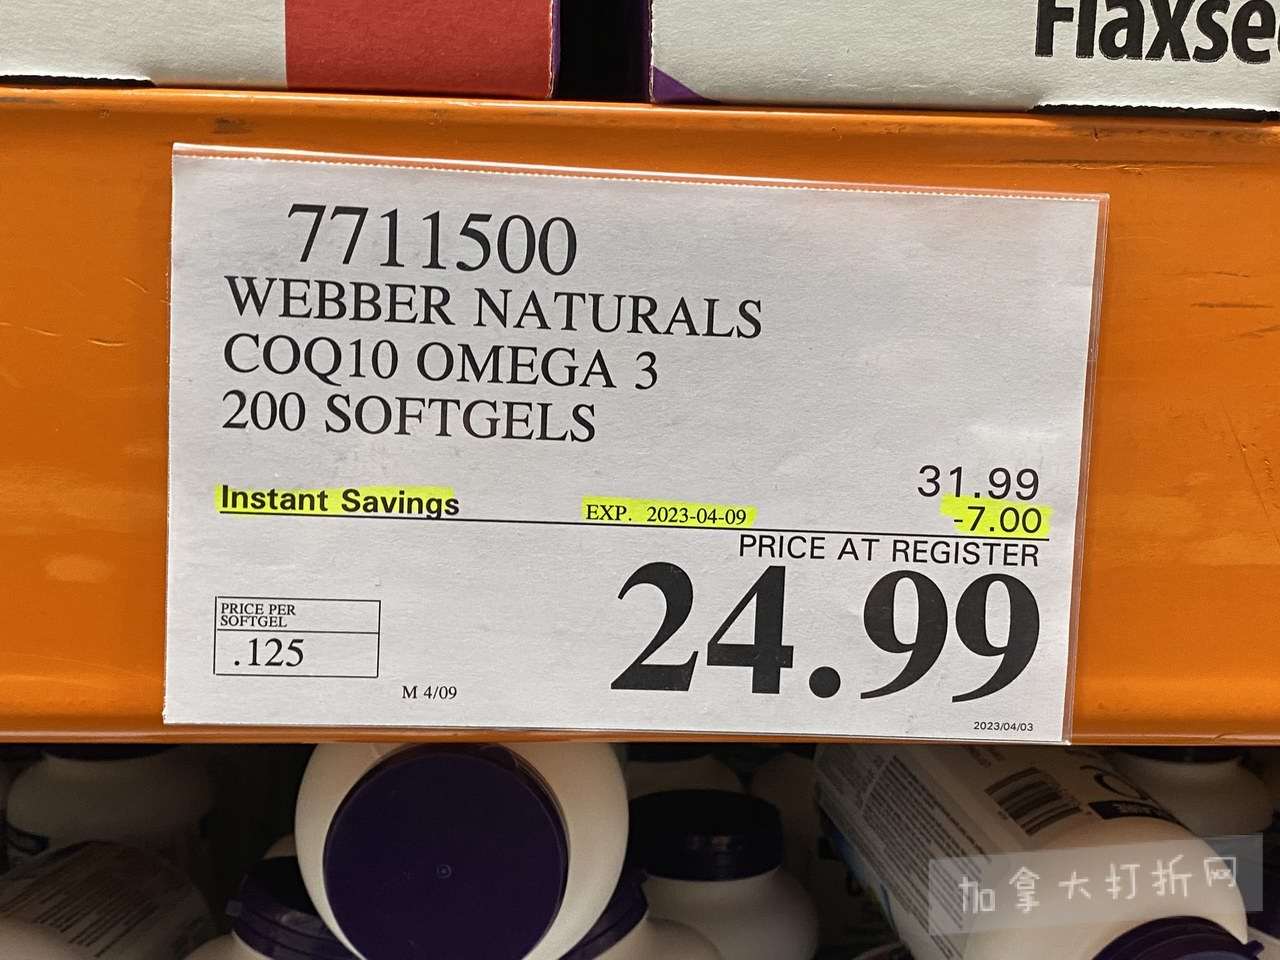 Flaxse
7711500
WEBBER NATURALS
COQ10 OMEGA 3
200 SOFTGELS
31.99
Instant Savings EXP. 2023-04-09 -7.00
PRICE AT REGISTER
24.99
PRICE PER
SOFTGEL
.125
M 4/09
2023/04/03
加拿大打折网